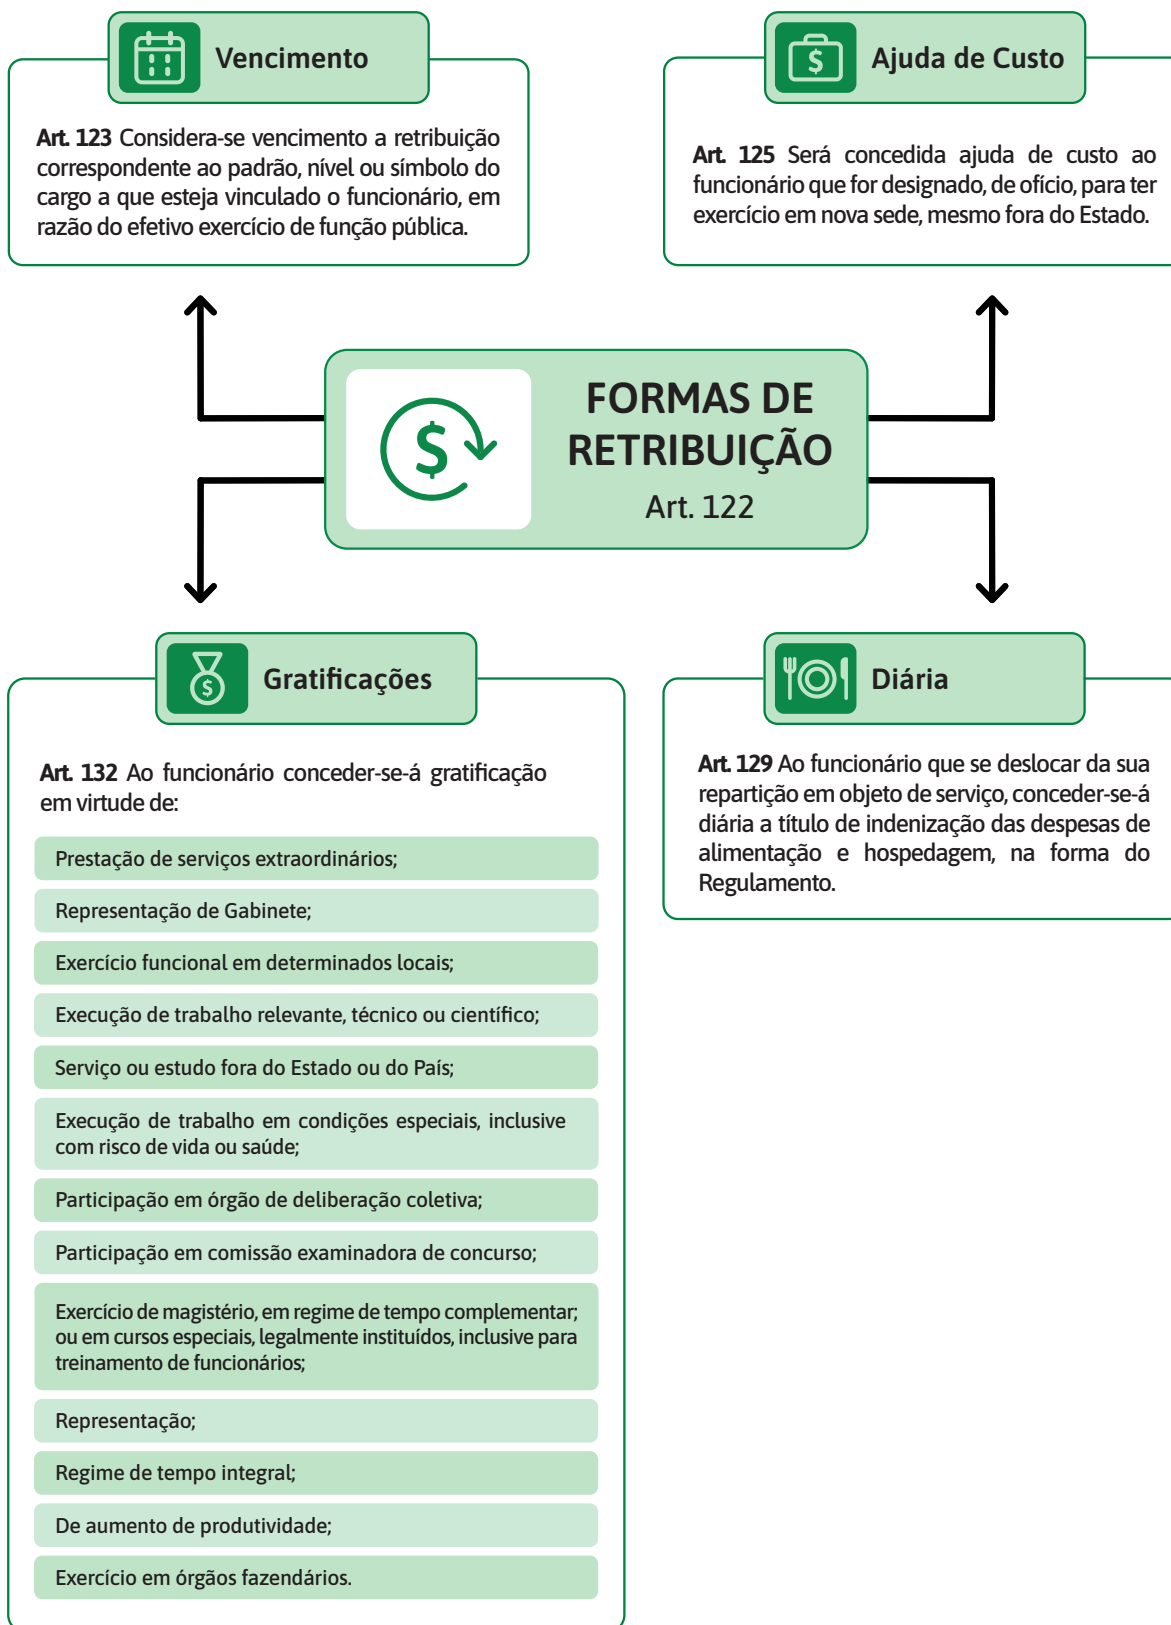 Vencimento
Art. 123 Considera-se vencimento a retribuição
correspondente ao padrão, nível ou símbolo do
cargo a que esteja vinculado o funcionário, em
razão do efetivo exercício de função pública.
$
Ajuda de Custo
Art. 125 Será concedida ajuda de custo ao
funcionário que for designado, de ofício, para ter
exercício em nova sede, mesmo fora do Estado.
$
FORMAS DE
RETRIBUIÇÃO
Art. 122
$
Gratificações
Art. 132 Ao funcionário conceder-se-á gratificação
em virtude de:
Prestação de serviços extraordinários;
Representação de Gabinete;
Exercício funcional em determinados locais;
Execução de trabalho relevante, técnico ou científico;
Serviço ou estudo fora do Estado ou do País;
Execução de trabalho em condições especiais, inclusive
com risco de vida ou saúde;
Participação em órgão de deliberação coletiva;
Participação em comissão examinadora de concurso;
Exercício de magistério, em regime de tempo complementar;
ou em cursos especiais, legalmente instituídos, inclusive para
treinamento de funcionários;
Representação;
Regime de tempo integral;
De aumento de produtividade;
Exercício em órgãos fazendários.
Diária
Art. 129 Ao funcionário que se deslocar da sua
repartição em objeto de serviço, conceder-se-á
diária a título de indenização das despesas de
alimentação e hospedagem, na forma do
Regulamento.